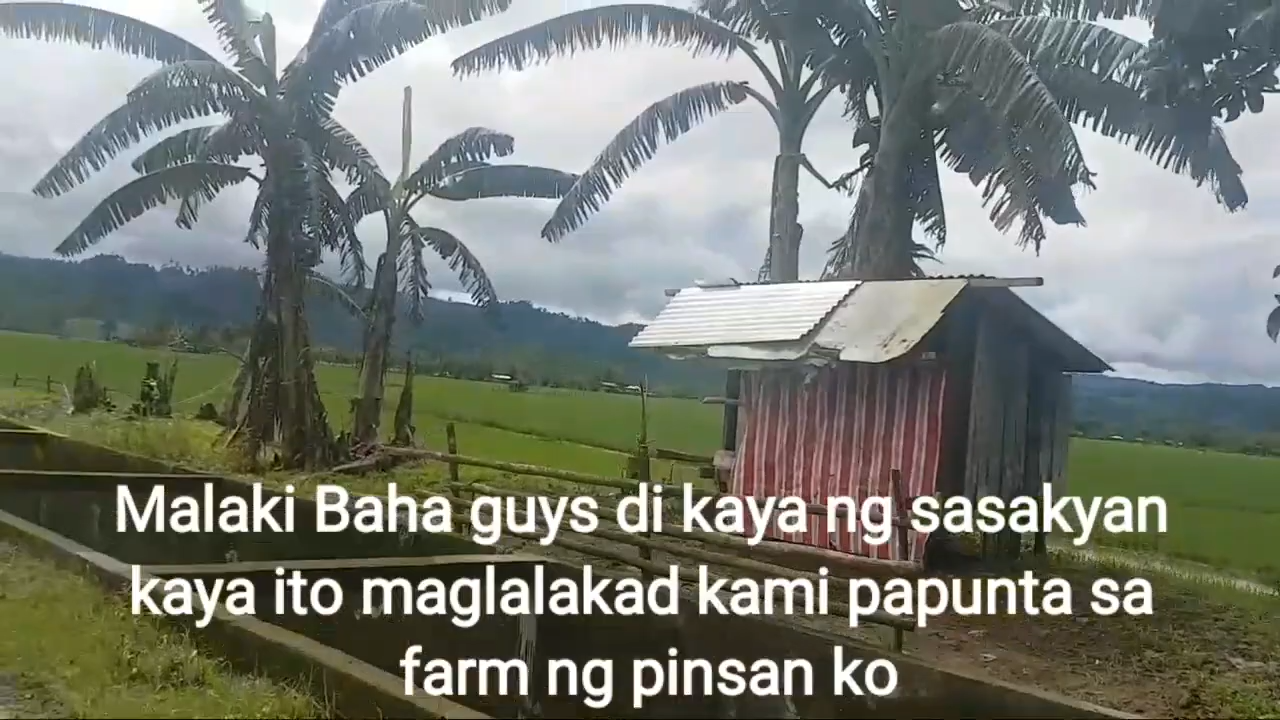 Malaki Baha guys di kaya ng sasakyan
kaya ito maglalakad kami papunta sa
farm ng pinsan ko